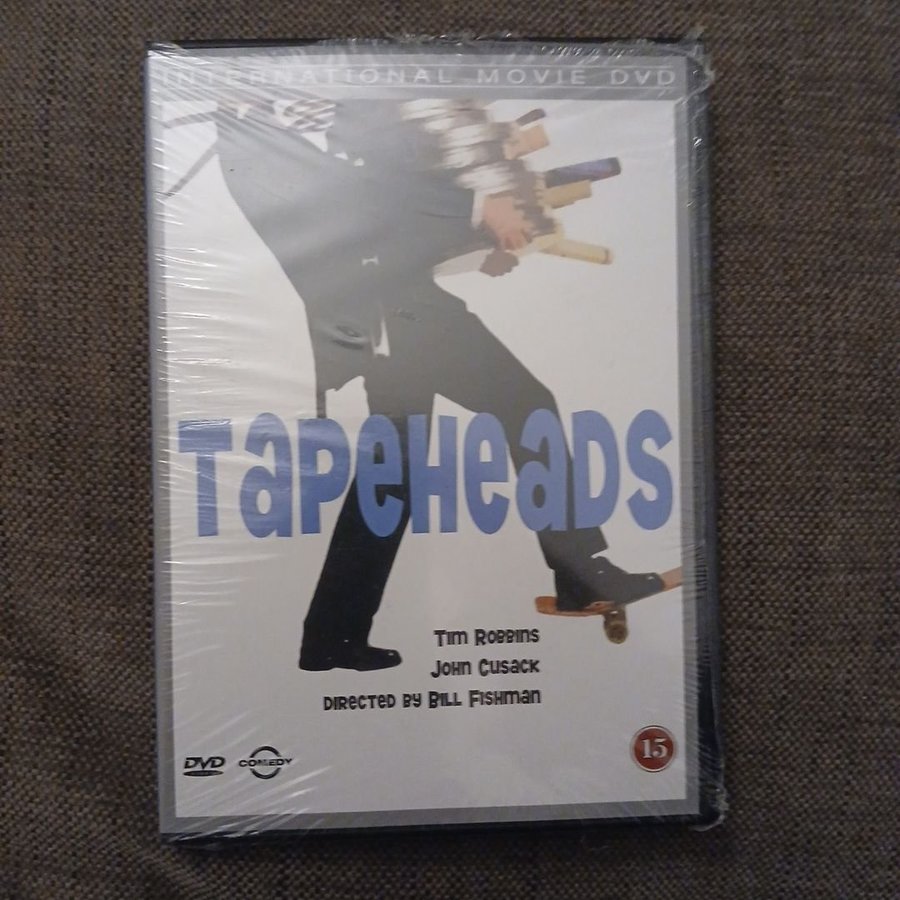 INTERNATIONAL MOVIE DVD
TAPEHEADS
TIM ROBBINS
JOHN CUSACK
DIRECTED BY BILL FISHMAN
DVD
COMEDY
15